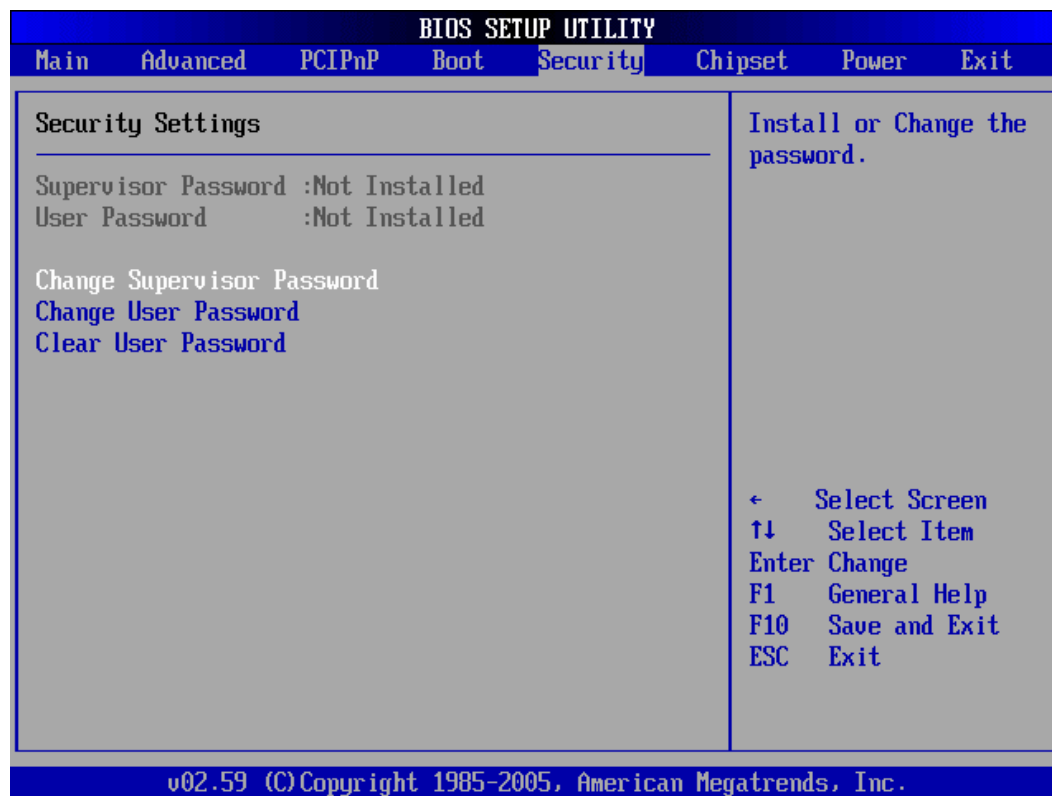 BIOS SETUP UTILITY
Main Advanced PCIPnP Boot Security Chipset Power Exit
Security Settings
Supervisor Password :Not Installed
User Password :Not Installed
Change Supervisor Password
Change User Password
Clear User Password
Install or Change the
password.
← Select Screen
↑↓ Select Item
Enter Change
F1 General Help
F10 Save and Exit
ESC Exit
v02.59 (C)Copyright 1985-2005, American Megatrends, Inc.